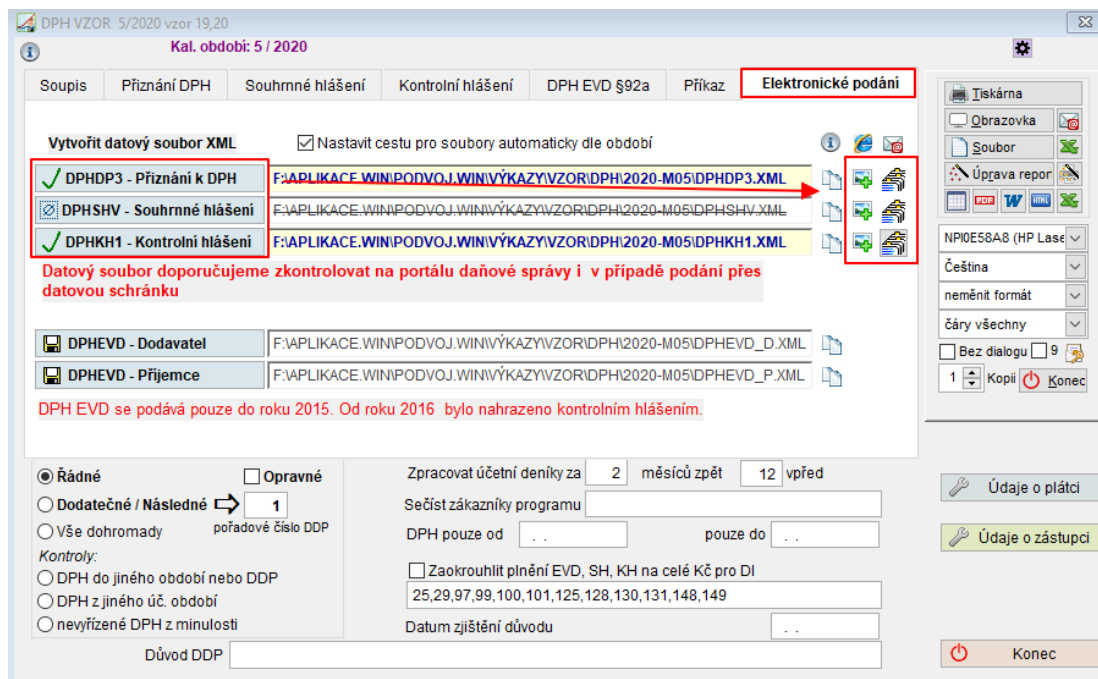 DPH VZOR 5/2020 vzor 19,20
Kal. období: 5 / 2020
Soupis
Přiznání DPH
Souhrnné hlášení
Kontrolní hlášení
DPH EVD §92a
Příkaz
Elektronické podání
Vytvořit datový soubor XML
Nastavit cestu pro soubory automaticky dle období
DPHDP3 - Přiznání k DPH
F:\APLIKACE.WIN\PODVOJ.WIN\VÝKAZY\VZOR\DPH\2020-M05\DPHDP3.XML
DPHSHV - Souhrnné hlášení
F:\APLIKACE.WIN\PODVOJ.WIN\VÝKAZY\VZOR\DPH\2020-M05\DPHSHV.XML
DPHKH1 - Kontrolní hlášení
F:\APLIKACE.WIN\PODVOJ.WIN\VÝKAZY\VZOR\DPH\2020-M05\DPHKH1.XML
Datový soubor doporučujeme zkontrolovat na portálu daňové správy i v případě podání přes
datovou schránku
DPHEVD - Dodavatel
F:\APLIKACE.WIN\PODVOJ.WIN\VÝKAZY\VZOR\DPH\2020-M05\DPHEVD_D.XML
DPHEVD - Příjemce
F:\APLIKACE.WIN\PODVOJ.WIN\VÝKAZY\VZOR\DPH\2020-M05\DPHEVD_P.XML
DPH EVD se podává pouze do roku 2015. Od roku 2016 bylo nahrazeno kontrolním hlášením.
Řádné
Opravné
Dodatečné / Následné
1
Vše dohromady
pořadové číslo DDP
Kontroly:
DPH do jiného období nebo DDP
DPH z jiného úč. období
nevyřízené DPH z minulosti
Důvod DDP
Zpracovat účetní deníky za 2 měsíců zpět 12 vpřed
Sečíst zákazníky programu
DPH pouze od . . pouze do . .
Zaokrouhlit plnění EVD, SH, KH na celé Kč pro DI
25,29,97,99,100,101,125,128,130,131,148,149
Datum zjištění důvodu . .
Tiskárna
Obrazovka
Soubor
Úprava repor
PDF
W
HTML
NPI0E58A8 (HP Lase
Čeština
neměnit formát
čáry všechny
Bez dialogu
9
1
Kopií
Konec
Údaje o plátci
Údaje o zástupci
Konec